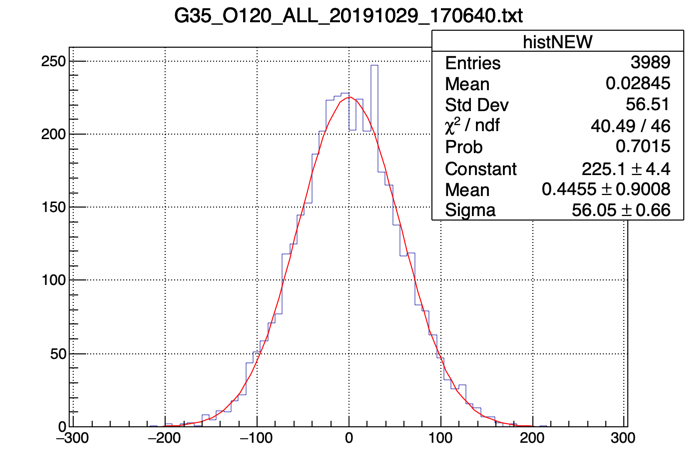 G35_O120_ALL_20191029_170640.txt
histNEW
Entries 3989
Mean 0.02845
Std Dev 56.51
χ² / ndf 40.49 / 46
Prob 0.7015
Constant 225.1 ± 4.4
Mean 0.4455 ± 0.9008
Sigma 56.05 ± 0.66
250
200
150
100
50
0
−300 −200 −100 0 100 200 300